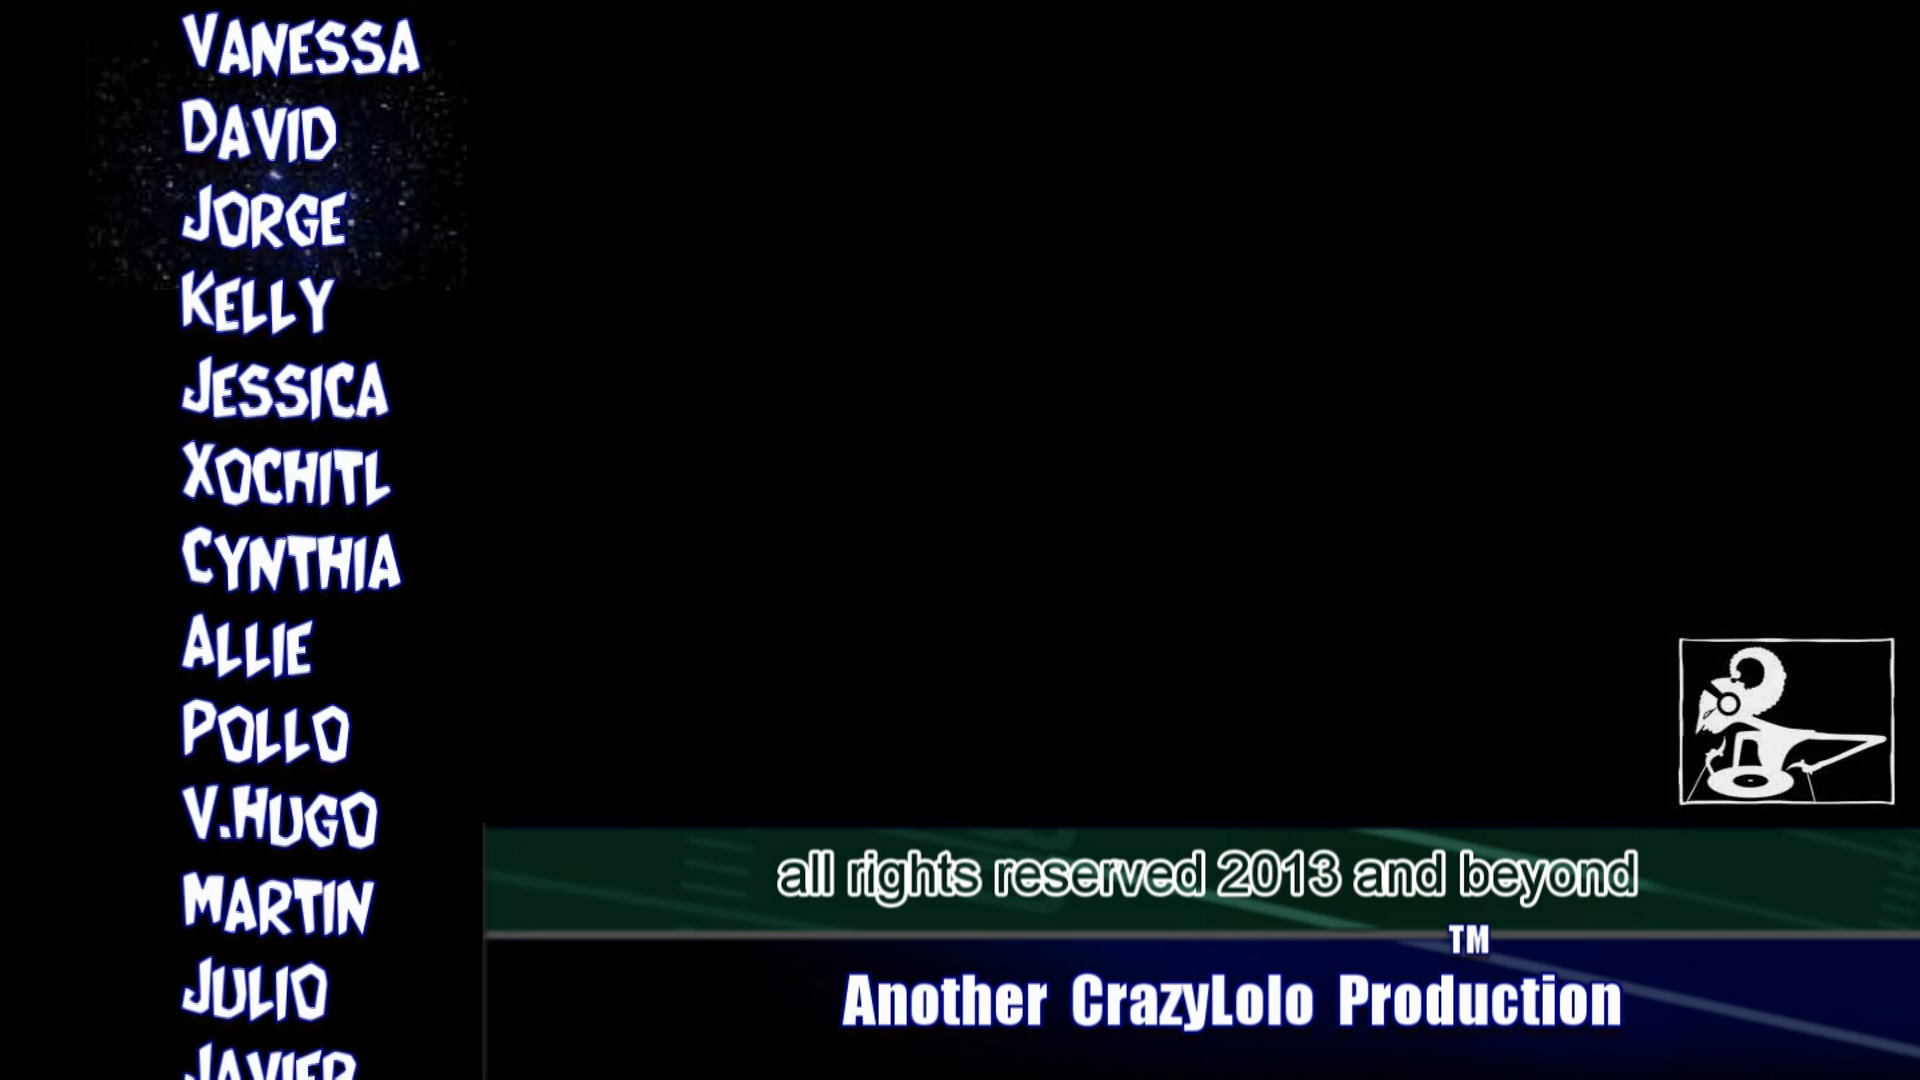 VANESSA
DAVID
JORGE
KELLY
JESSICA
XOCHITL
CYNTHIA
ALLIE
POLLO
V.HUGO
MARTIN
JULIO
JAVIER
all rights reserved 2013 and beyond
TM
Another CrazyLolo Production